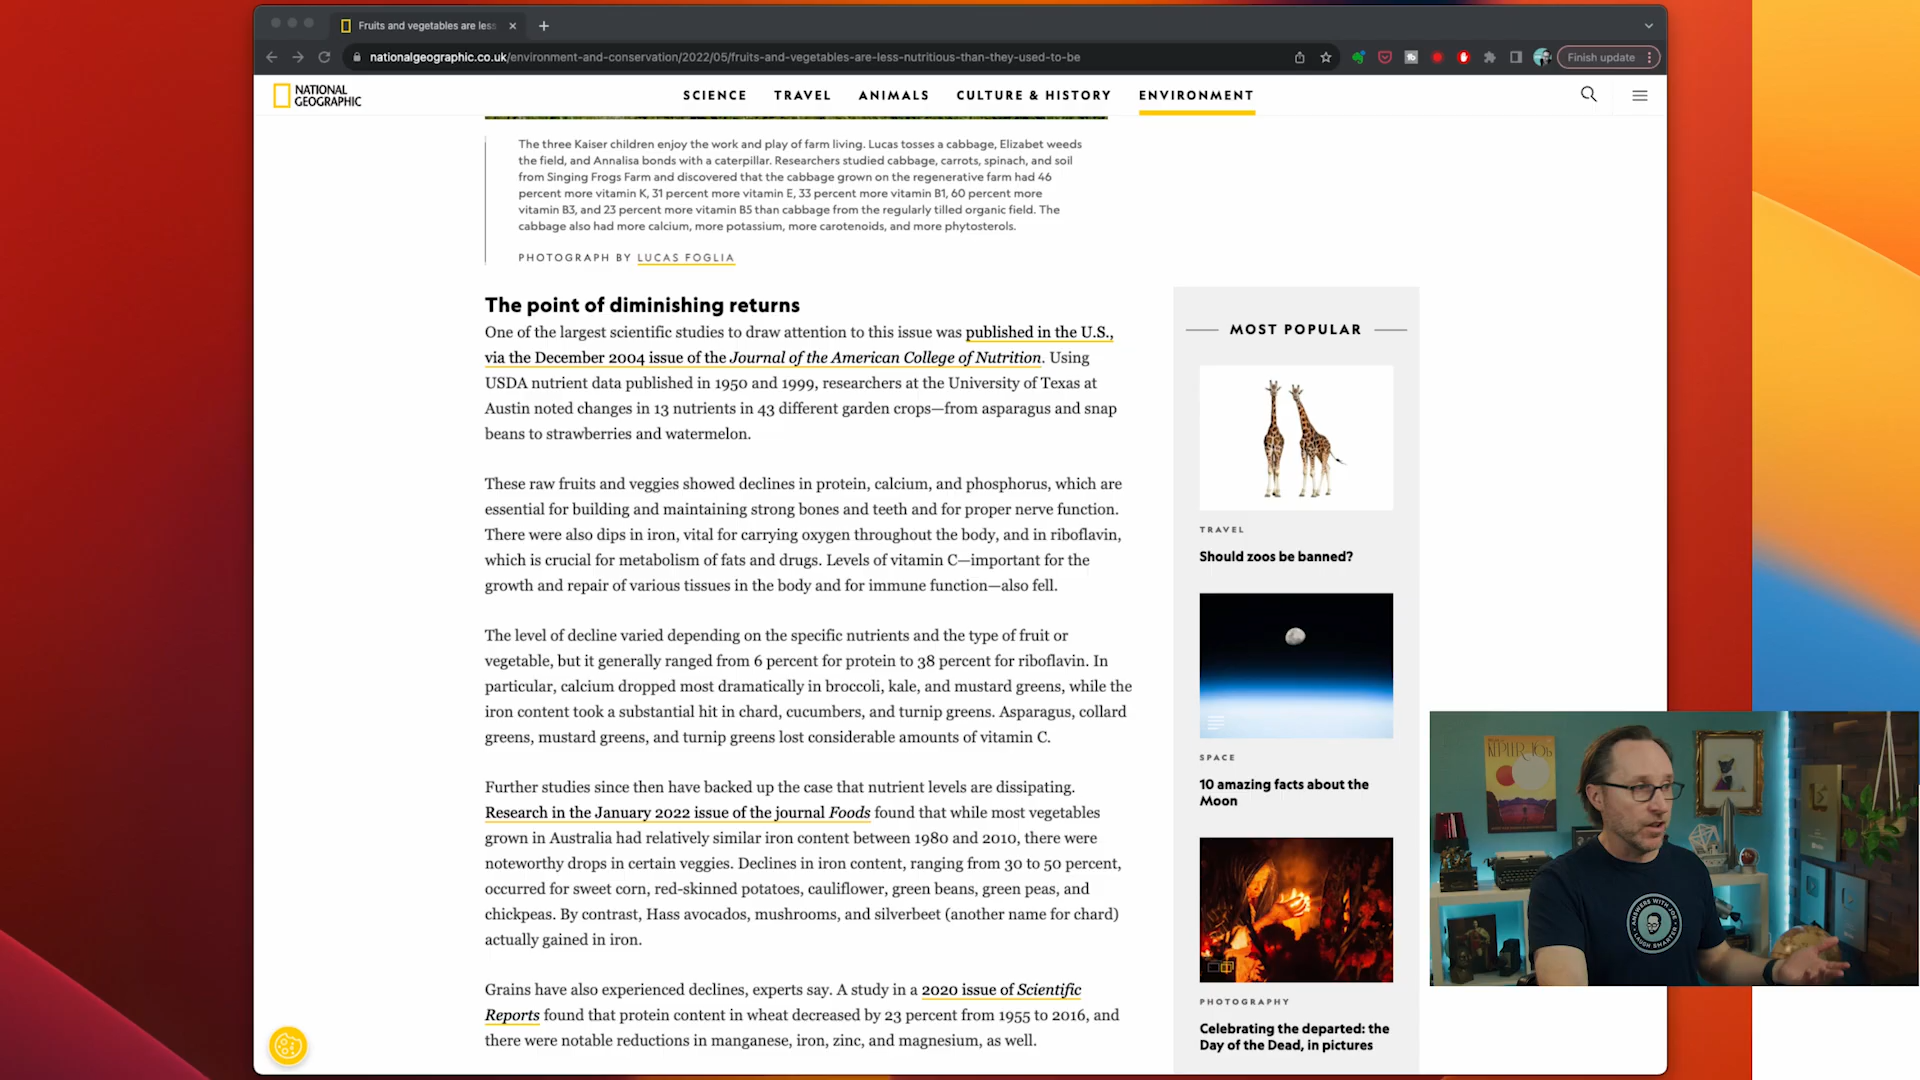 Fruits and vegetables are less
nationalgeographic.co.uk/environment-and-conservation/2022/05/fruits-and-vegetables-are-less-nutritious-than-they-used-to-be
Finish update
NATIONAL
GEOGRAPHIC
SCIENCE TRAVEL ANIMALS CULTURE & HISTORY ENVIRONMENT
The three Kaiser children enjoy the work and play of farm living. Lucas tosses a cabbage, Elizabet weeds
the field, and Annalisa bonds with a caterpillar. Researchers studied cabbage, carrots, spinach, and soil
from Singing Frogs Farm and discovered that the cabbage grown on the regenerative farm had 46
percent more vitamin K, 31 percent more vitamin E, 33 percent more vitamin B1, 60 percent more
vitamin B3, and 23 percent more vitamin B5 than cabbage from the regularly tilled organic field. The
cabbage also had more calcium, more potassium, more carotenoids, and more phytosterols.
PHOTOGRAPH BY LUCAS FOGLIA
The point of diminishing returns
One of the largest scientific studies to draw attention to this issue was published in the U.S.,
via the December 2004 issue of the Journal of the American College of Nutrition. Using
USDA nutrient data published in 1950 and 1999, researchers at the University of Texas at
Austin noted changes in 13 nutrients in 43 different garden crops—from asparagus and snap
beans to strawberries and watermelon.
These raw fruits and veggies showed declines in protein, calcium, and phosphorus, which are
essential for building and maintaining strong bones and teeth and for proper nerve function.
There were also dips in iron, vital for carrying oxygen throughout the body, and in riboflavin,
which is crucial for metabolism of fats and drugs. Levels of vitamin C—important for the
growth and repair of various tissues in the body and for immune function—also fell.
The level of decline varied depending on the specific nutrients and the type of fruit or
vegetable, but it generally ranged from 6 percent for protein to 38 percent for riboflavin. In
particular, calcium dropped most dramatically in broccoli, kale, and mustard greens, while the
iron content took a substantial hit in chard, cucumbers, and turnip greens. Asparagus, collard
greens, mustard greens, and turnip greens lost considerable amounts of vitamin C.
Further studies since then have backed up the case that nutrient levels are dissipating.
Research in the January 2022 issue of the journal Foods found that while most vegetables
grown in Australia had relatively similar iron content between 1980 and 2010, there were
noteworthy drops in certain veggies. Declines in iron content, ranging from 30 to 50 percent,
occurred for sweet corn, red-skinned potatoes, cauliflower, green beans, green peas, and
chickpeas. By contrast, Hass avocados, mushrooms, and silverbeet (another name for chard)
actually gained in iron.
Grains have also experienced declines, experts say. A study in a 2020 issue of Scientific
Reports found that protein content in wheat decreased by 23 percent from 1955 to 2016, and
there were notable reductions in manganese, iron, zinc, and magnesium, as well.
MOST POPULAR
TRAVEL
Should zoos be banned?
SPACE
10 amazing facts about the
Moon
PHOTOGRAPHY
Celebrating the departed: the
Day of the Dead, in pictures
ANSWERS WITH JOE
LAUGH SMARTER